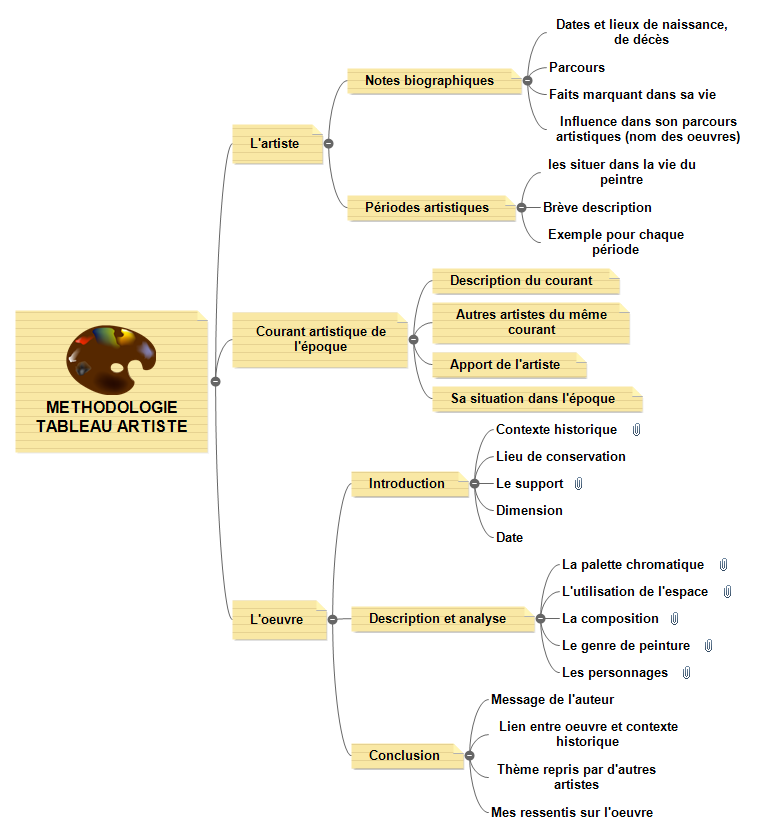 METHODOLOGIE
TABLEAU ARTISTE
L'artiste
Notes biographiques
Dates et lieux de naissance,
de décès
Parcours
Faits marquant dans sa vie
Influence dans son parcours
artistiques (nom des oeuvres)
Périodes artistiques
les situer dans la vie du
peintre
Brève description
Exemple pour chaque
période
Courant artistique de
l'époque
Description du courant
Autres artistes du même
courant
Apport de l'artiste
Sa situation dans l'époque
L'oeuvre
Introduction
Contexte historique
Lieu de conservation
Le support
Dimension
Date
Description et analyse
La palette chromatique
L'utilisation de l'espace
La composition
Le genre de peinture
Les personnages
Conclusion
Message de l'auteur
Lien entre oeuvre et contexte
historique
Thème repris par d'autres
artistes
Mes ressentis sur l'oeuvre